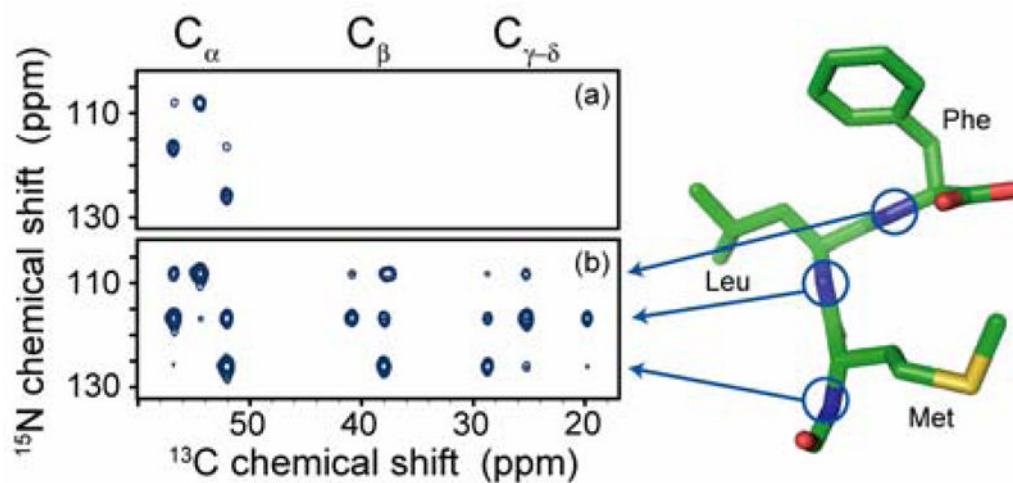 Cα Cβ Cγ–δ
(a)
110
130
(b)
110
130
50 40 30 20
¹⁵N chemical shift (ppm)
¹³C chemical shift (ppm)
Phe
Leu
Met